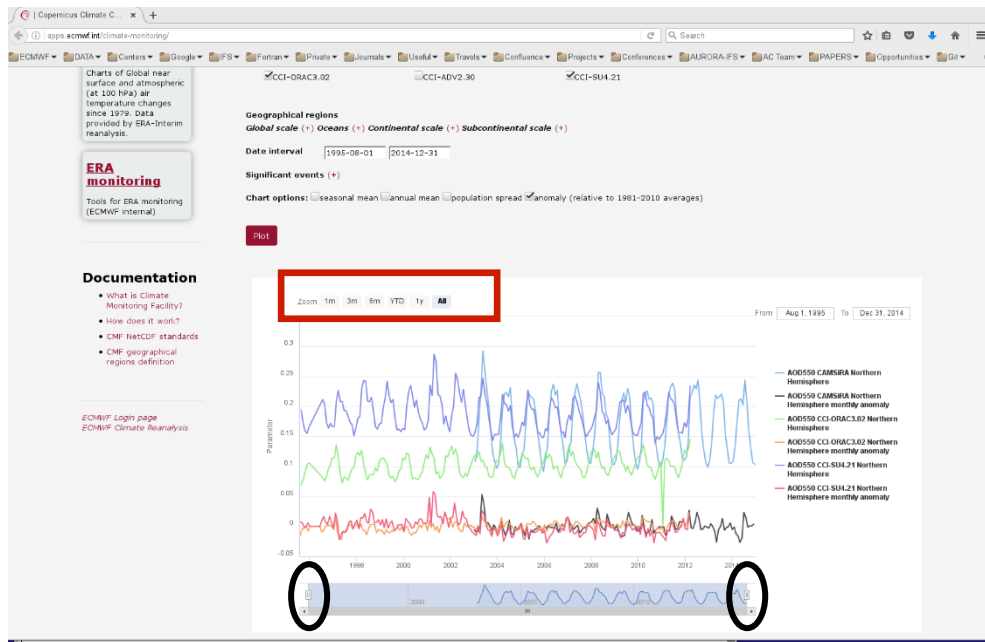 | Copernicus Climate C... × +
apps.ecmwf.int/climate-monitoring/
Search
ECMWF DATA Centers Google IFS Fortran Private Journals Useful Travels Confluence Projects Conferences AURORA-IFS AC Team PAPERS Opportunities Git
Charts of Global near
surface and atmospheric
(at 100 hPa) air
temperature changes
since 1979. Data
provided by ERA-Interim
reanalysis.
ERA
monitoring
Tools for ERA monitoring
(ECMWF internal)
Documentation
• What is Climate
Monitoring Facility?
• How does it work?
• CMF NetCDF standards
• CMF geographical
regions definition
ECMWF Login page
ECMWF Climate Reanalysis
CCI-ORAC3.02 CCI-ADV2.30 CCI-SU4.21
Geographical regions
Global scale (+) Oceans (+) Continental scale (+) Subcontinental scale (+)
Date interval 1995-08-01 2014-12-31
Significant events (+)
Chart options: seasonal mean annual mean population spread anomaly (relative to 1981-2010 averages)
Plot
Zoom 1m 3m 6m YTD 1y All
From Aug 1, 1995 To Dec 31, 2014
Parameter
0.3
0.25
0.2
0.15
0.1
0.05
0
-0.05
1998 2000 2002 2004 2006 2008 2010 2012 2014
AOD550 CAMSiRA Northern
Hemisphere
AOD550 CAMSiRA Northern
Hemisphere monthly anomaly
AOD550 CCI-ORAC3.02 Northern
Hemisphere
AOD550 CCI-ORAC3.02 Northern
Hemisphere monthly anomaly
AOD550 CCI-SU4.21 Northern
Hemisphere
AOD550 CCI-SU4.21 Northern
Hemisphere monthly anomaly
2000 2005 2010